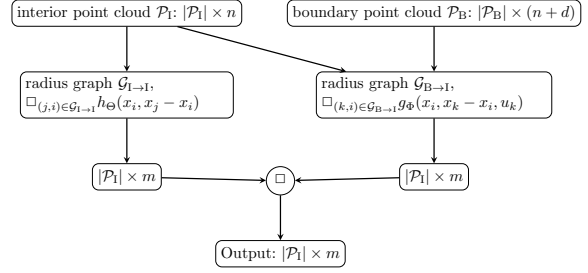 interior point cloud 𝒫_I: |𝒫_I| × n
boundary point cloud 𝒫_B: |𝒫_B| × (n + d)
radius graph 𝒢_{I→I},
□_{(j,i)∈𝒢_{I→I}} h_Θ(x_i, x_j − x_i)
radius graph 𝒢_{B→I},
□_{(k,i)∈𝒢_{B→I}} g_Φ(x_i, x_k − x_i, u_k)
|𝒫_I| × m
|𝒫_I| × m
□
Output: |𝒫_I| × m